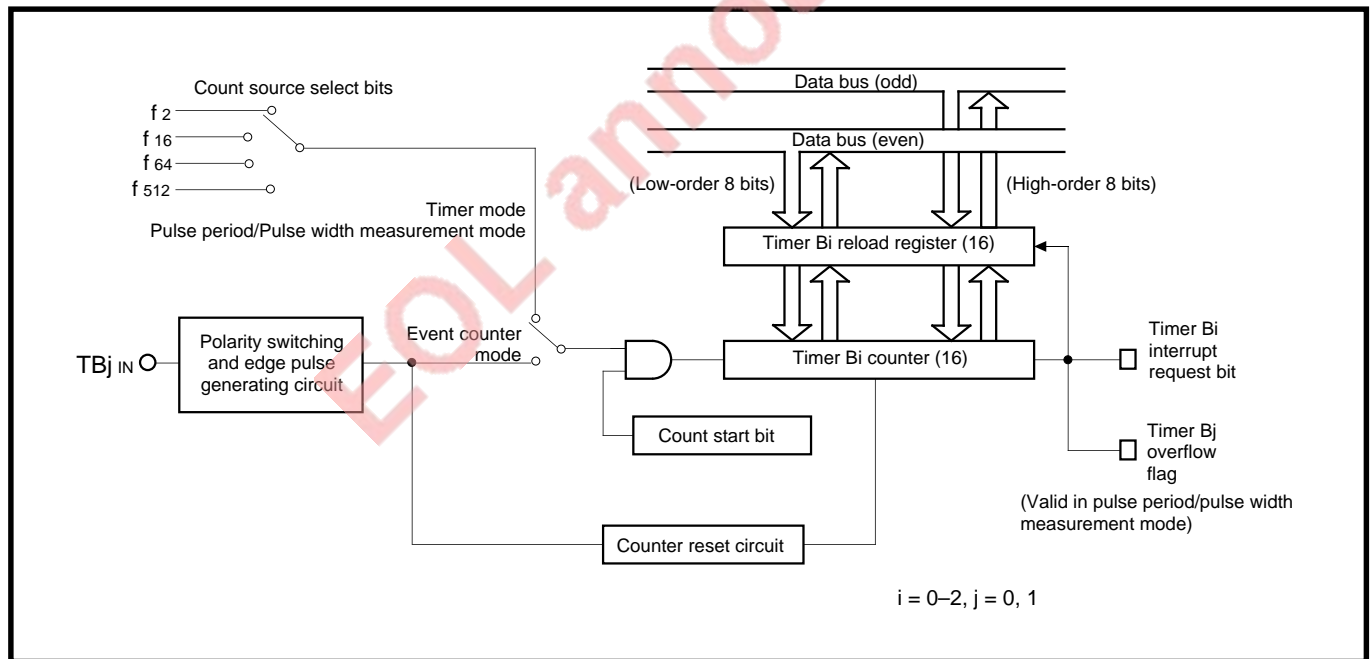 EOL anno
Data bus (odd)
Count source select bits
f 2
f 16
f 64
f 512
Data bus (even)
(Low-order 8 bits)
(High-order 8 bits)
Timer mode
Pulse period/Pulse width measurement mode
Timer Bi reload register (16)
TBj IN
Polarity switching
and edge pulse
generating circuit
Event counter
mode
Timer Bi counter (16)
Timer Bi
interrupt
request bit
Count start bit
Timer Bj
overflow
flag
(Valid in pulse period/pulse width
measurement mode)
Counter reset circuit
i = 0–2, j = 0, 1